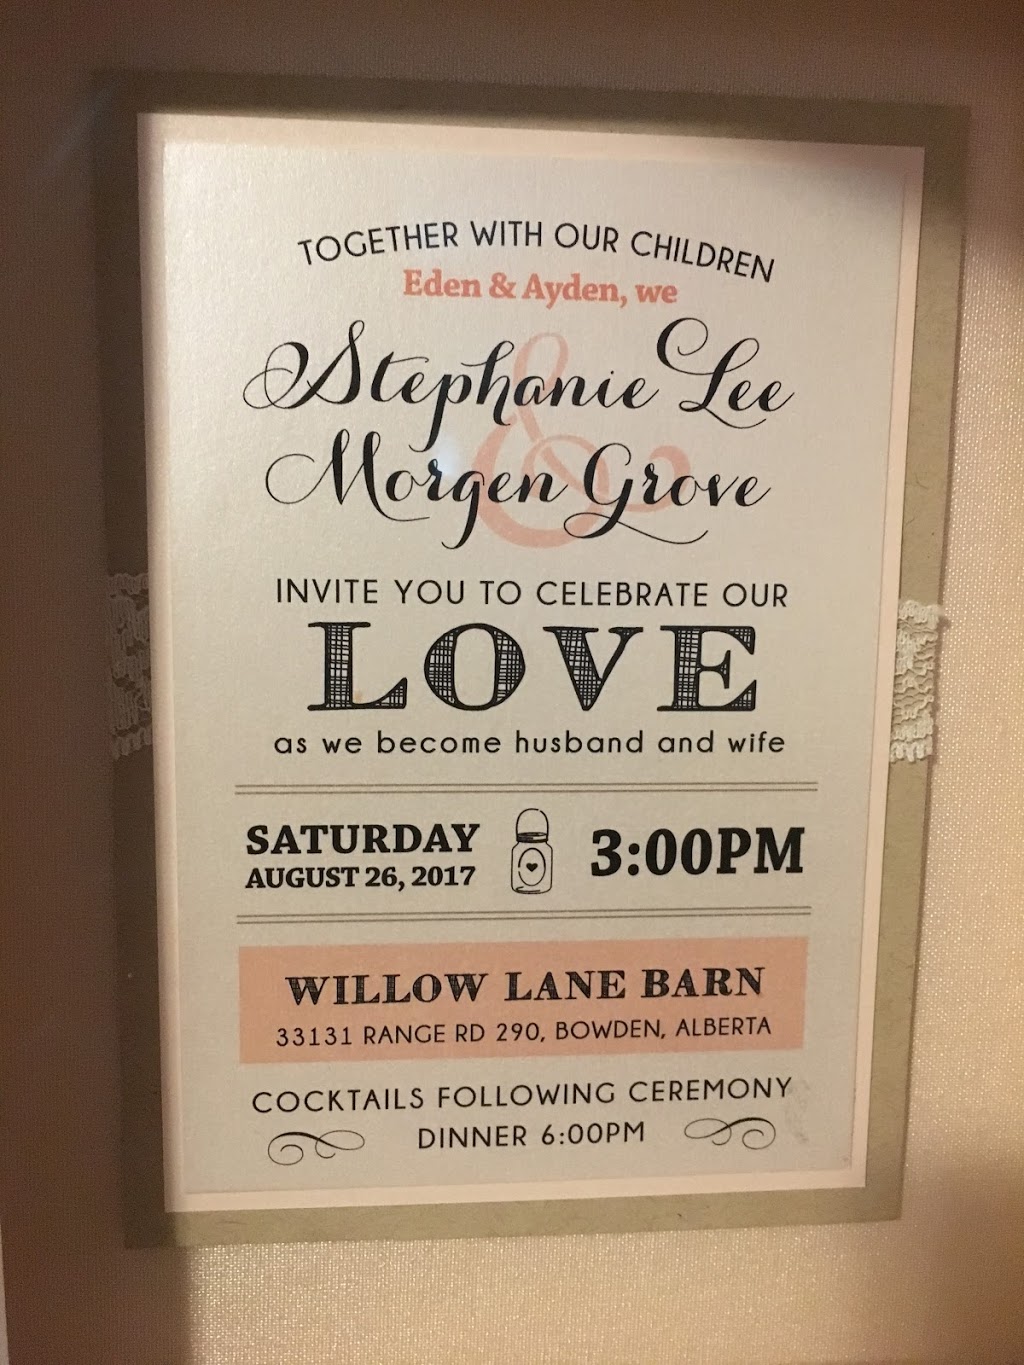 TOGETHER WITH OUR CHILDREN
Eden & Ayden, we
Stephanie Lee
&
Morgen Grove
INVITE YOU TO CELEBRATE OUR
LOVE
as we become husband and wife
SATURDAY
AUGUST 26, 2017
3:00PM
WILLOW LANE BARN
33131 RANGE RD 290, BOWDEN, ALBERTA
COCKTAILS FOLLOWING CEREMONY
DINNER 6:00PM